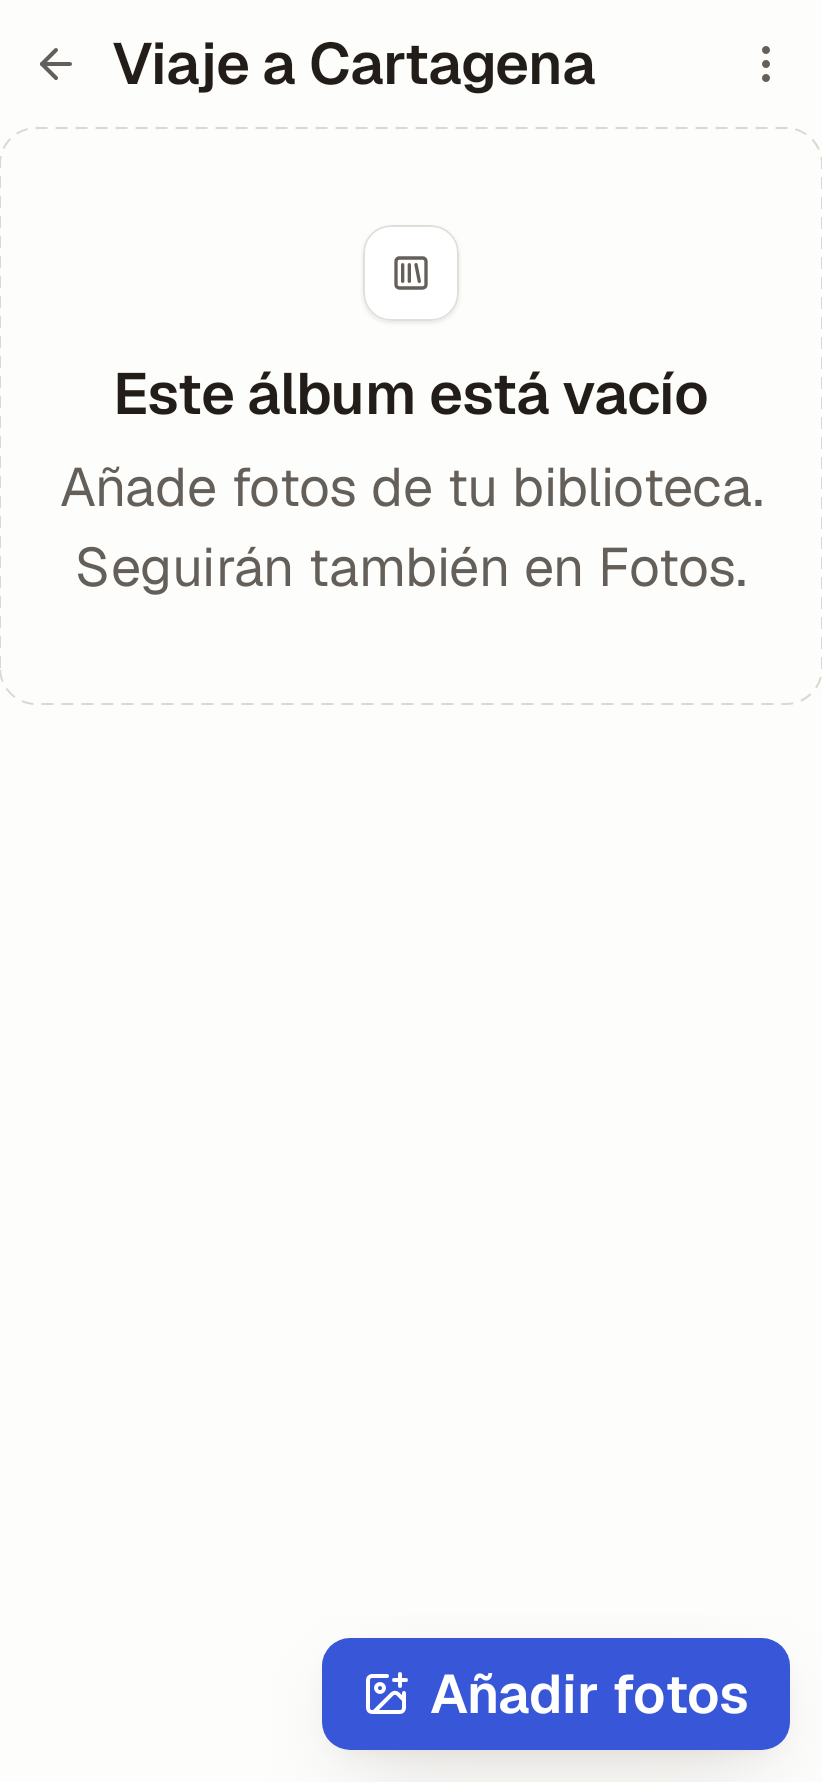 Viaje a Cartagena
Este álbum está vacío
Añade fotos de tu biblioteca.
Seguirán también en Fotos.
Añadir fotos